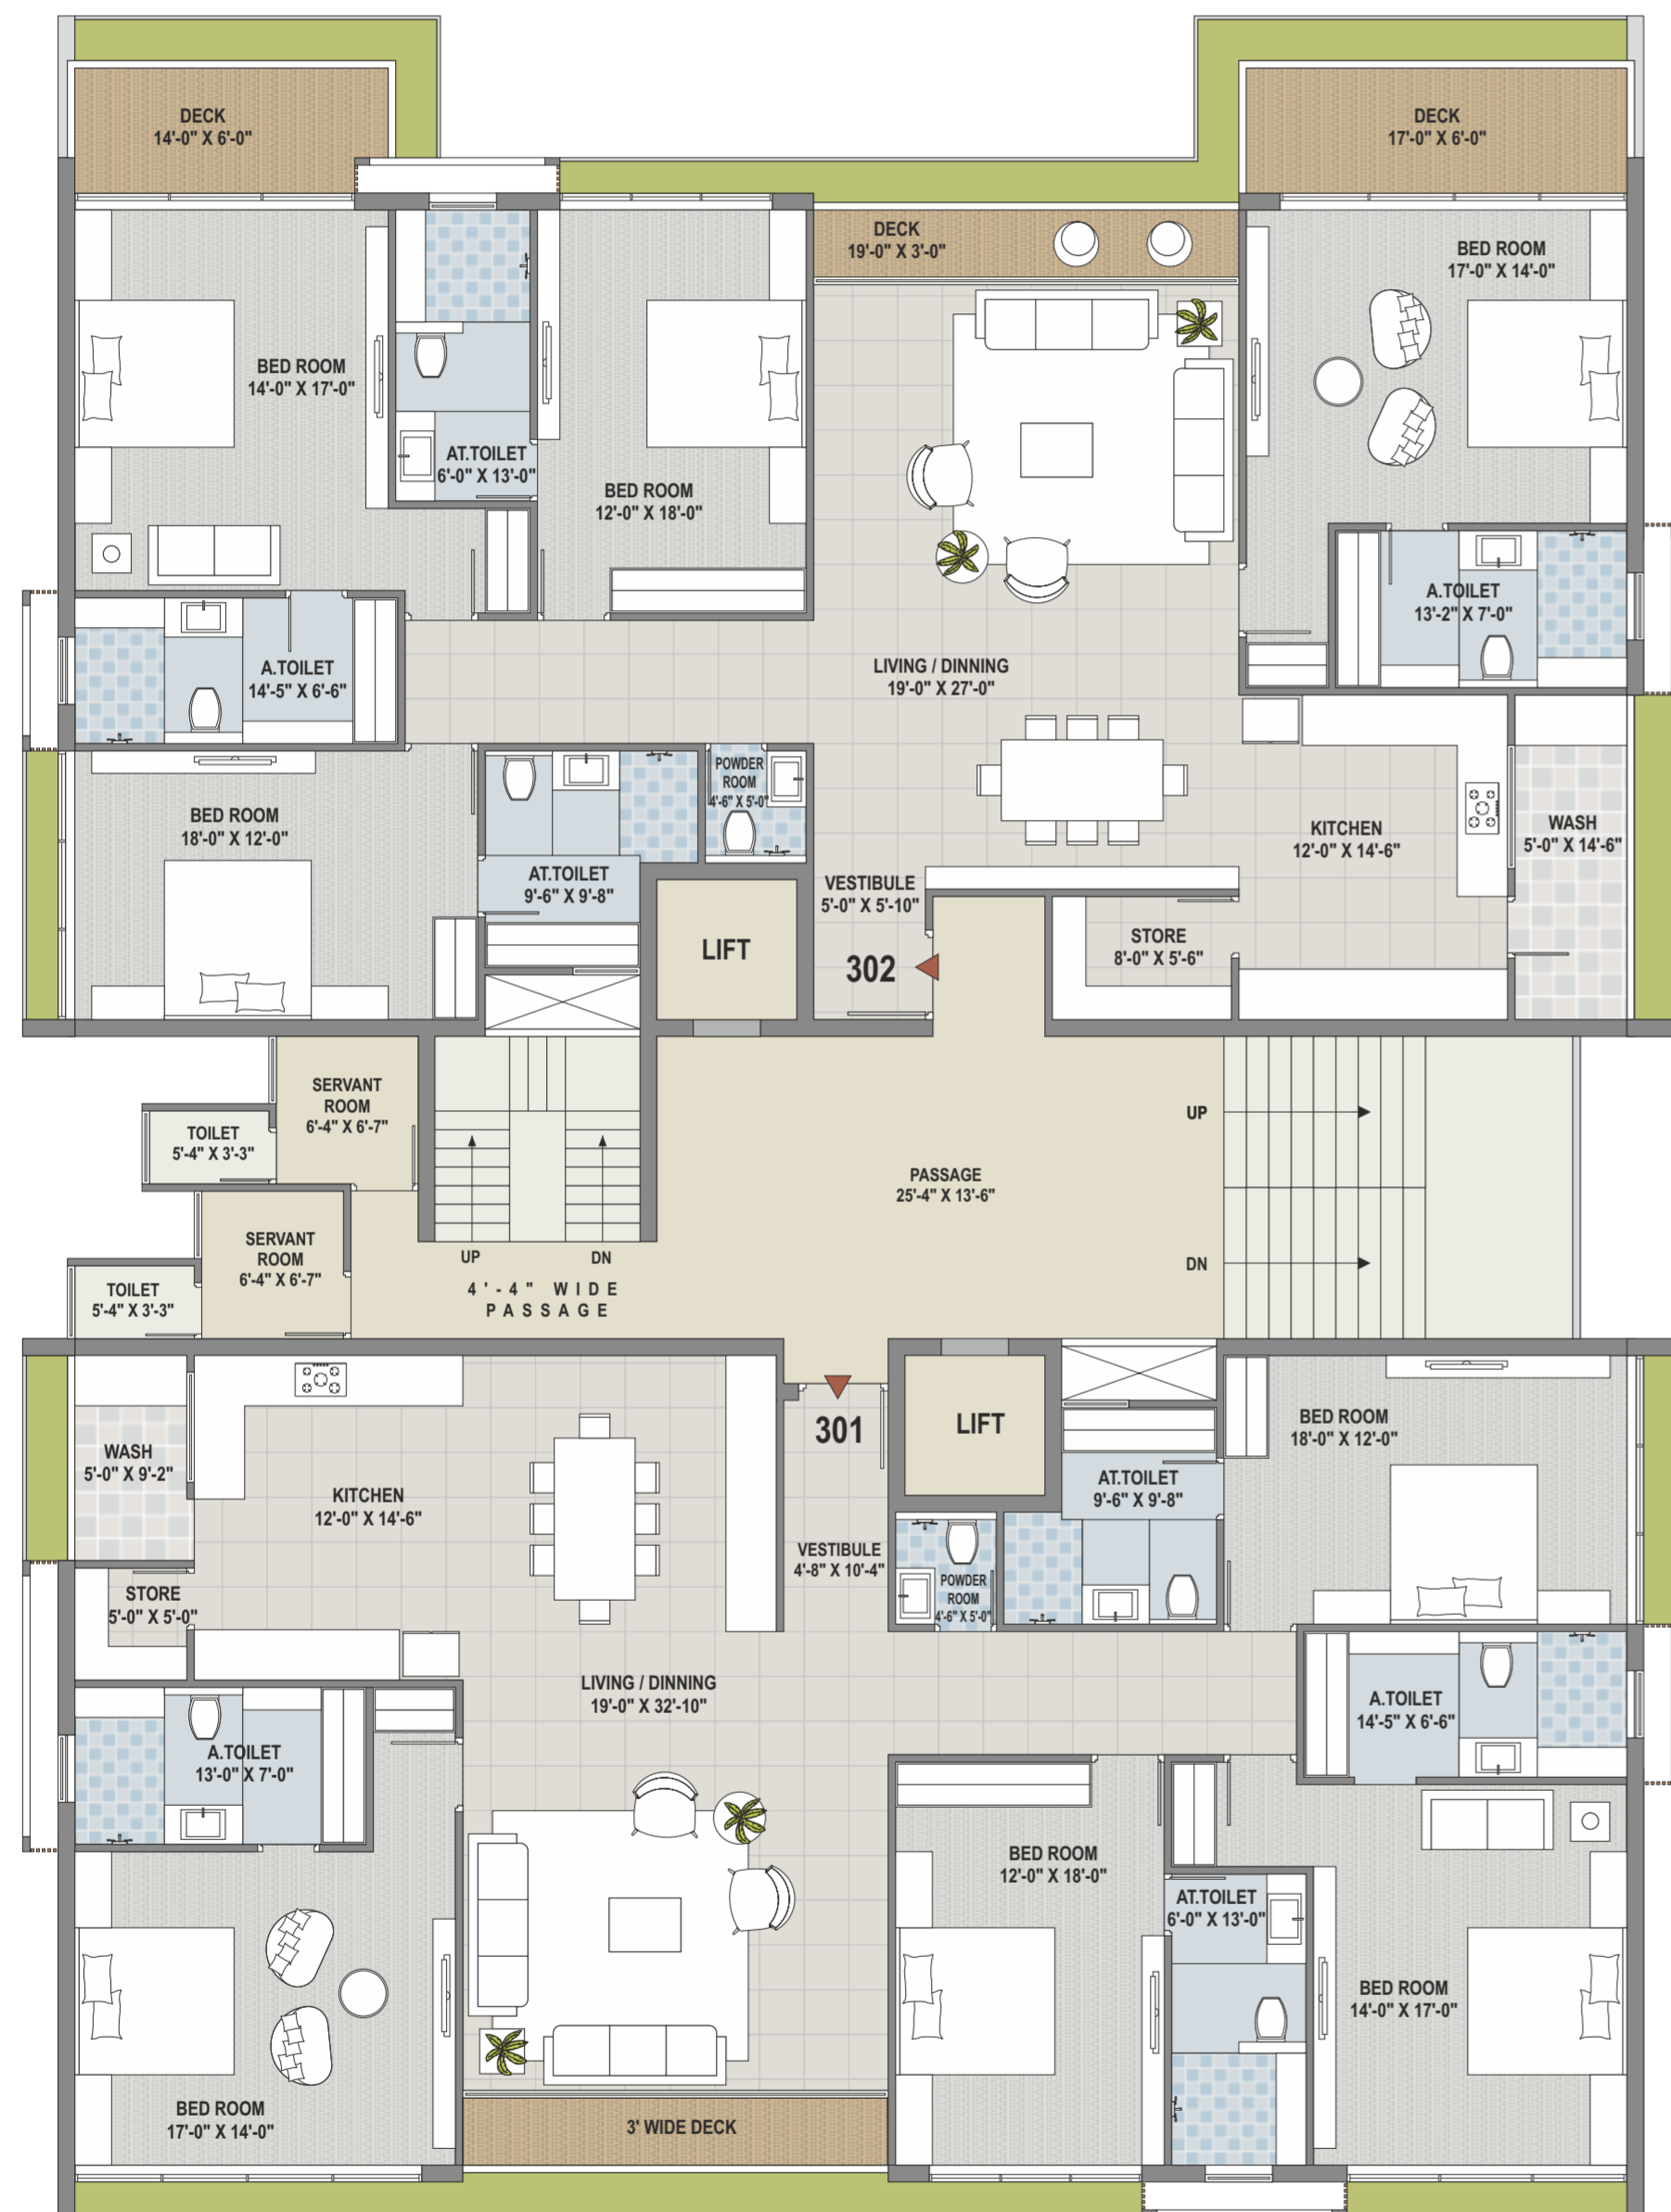 DECK
14'-0" X 6'-0"
DECK
17'-0" X 6'-0"
DECK
19'-0" X 3'-0"
BED ROOM
17'-0" X 14'-0"
BED ROOM
14'-0" X 17'-0"
AT.TOILET
6'-0" X 13'-0"
BED ROOM
12'-0" X 18'-0"
A.TOILET
13'-2" X 7'-0"
A.TOILET
14'-5" X 6'-6"
LIVING / DINNING
19'-0" X 27'-0"
POWDER
ROOM
4'-6" X 5'-0"
BED ROOM
18'-0" X 12'-0"
KITCHEN
12'-0" X 14'-6"
WASH
5'-0" X 14'-6"
AT.TOILET
9'-6" X 9'-8"
VESTIBULE
5'-0" X 5'-10"
LIFT
302
STORE
8'-0" X 5'-6"
SERVANT
ROOM
6'-4" X 6'-7"
TOILET
5'-4" X 3'-3"
UP
PASSAGE
25'-4" X 13'-6"
SERVANT
ROOM
6'-4" X 6'-7"
UP
DN
DN
TOILET
5'-4" X 3'-3"
4'-4" WIDE
PASSAGE
301
LIFT
BED ROOM
18'-0" X 12'-0"
WASH
5'-0" X 9'-2"
KITCHEN
12'-0" X 14'-6"
AT.TOILET
9'-6" X 9'-8"
VESTIBULE
4'-8" X 10'-4"
POWDER
ROOM
4'-6" X 5'-0"
STORE
5'-0" X 5'-0"
LIVING / DINNING
19'-0" X 32'-10"
A.TOILET
14'-5" X 6'-6"
A.TOILET
13'-0" X 7'-0"
BED ROOM
12'-0" X 18'-0"
AT.TOILET
6'-0" X 13'-0"
BED ROOM
14'-0" X 17'-0"
BED ROOM
17'-0" X 14'-0"
3' WIDE DECK